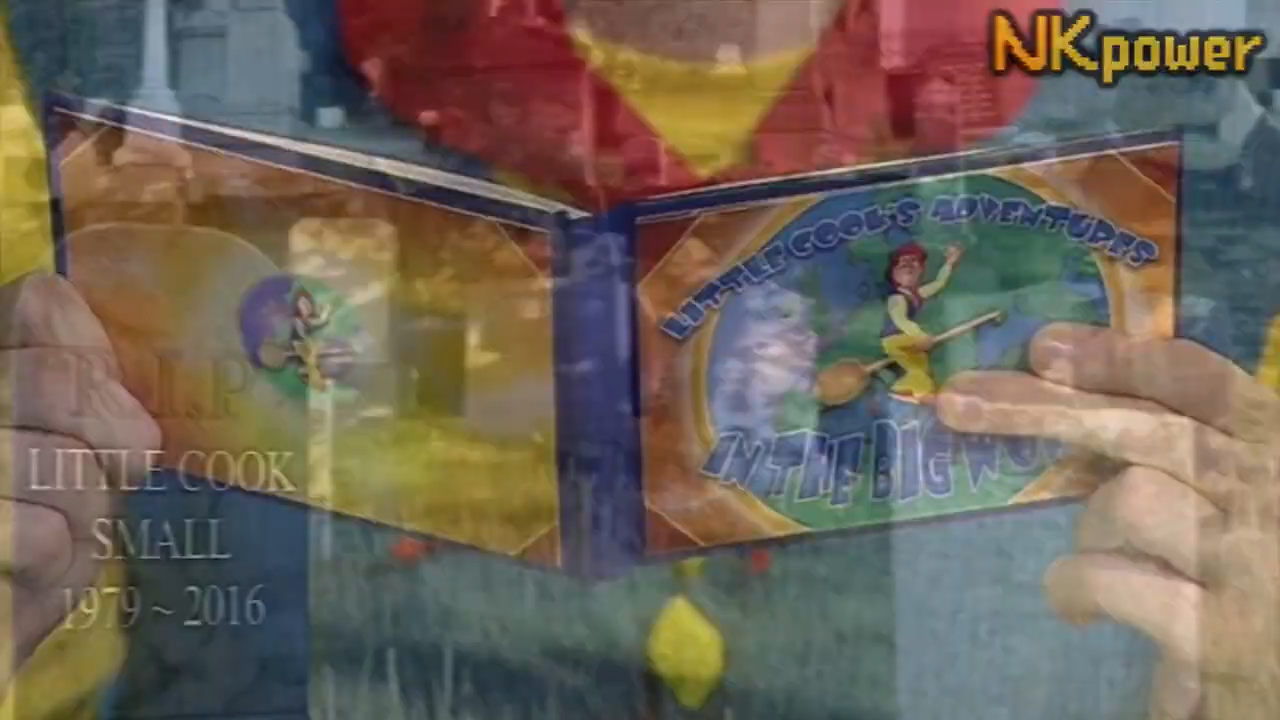 NKpower
LITTLE COOK'S ADVENTURES
IN THE BIG
R.I.P
LITTLE COOK
SMALL
1979 ~ 2016